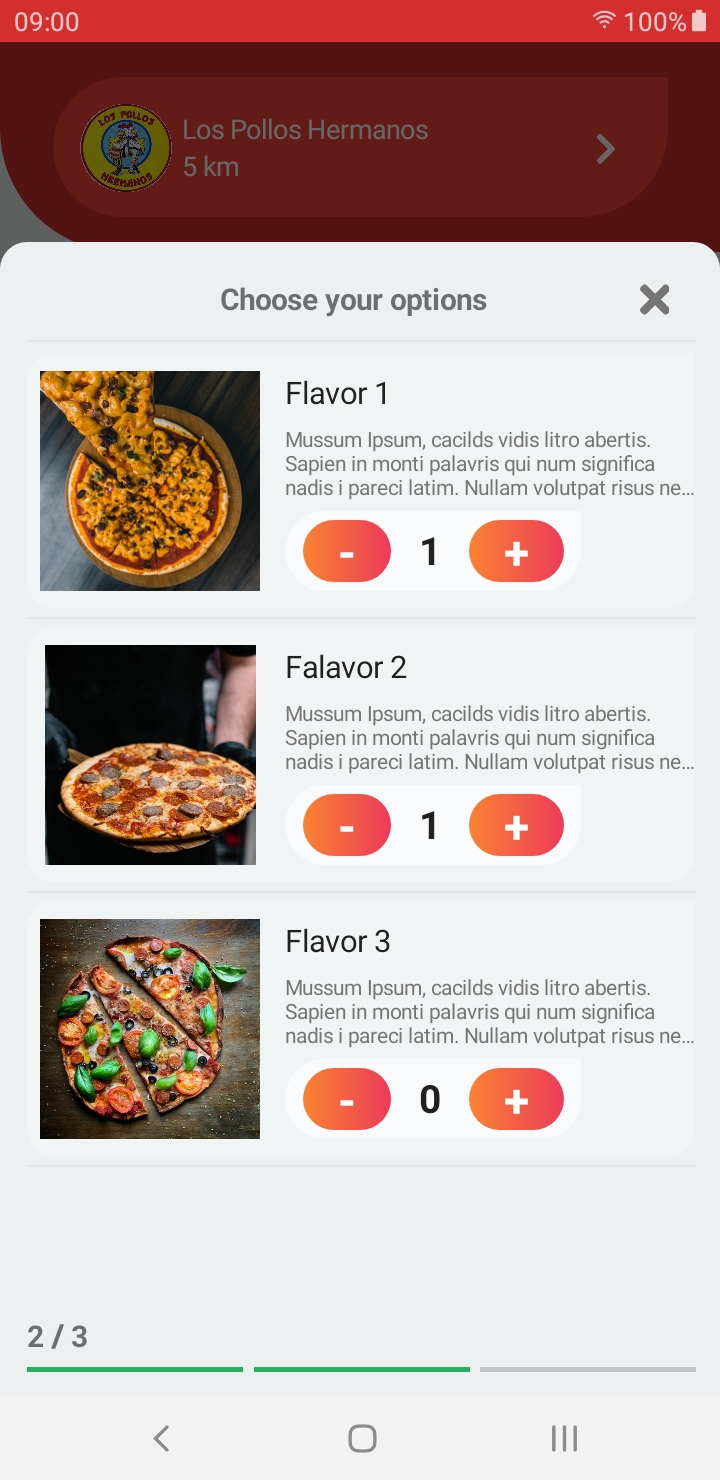 09:00
100%
LOS POLLOS
HERMANOS
Los Pollos Hermanos
5 km
Choose your options
Flavor 1
Mussum Ipsum, cacilds vidis litro abertis.
Sapien in monti palavris qui num significa
nadis i pareci latim. Nullam volutpat risus ne...
- 1 +
Falavor 2
Mussum Ipsum, cacilds vidis litro abertis.
Sapien in monti palavris qui num significa
nadis i pareci latim. Nullam volutpat risus ne...
- 1 +
Flavor 3
Mussum Ipsum, cacilds vidis litro abertis.
Sapien in monti palavris qui num significa
nadis i pareci latim. Nullam volutpat risus ne...
- 0 +
2 / 3